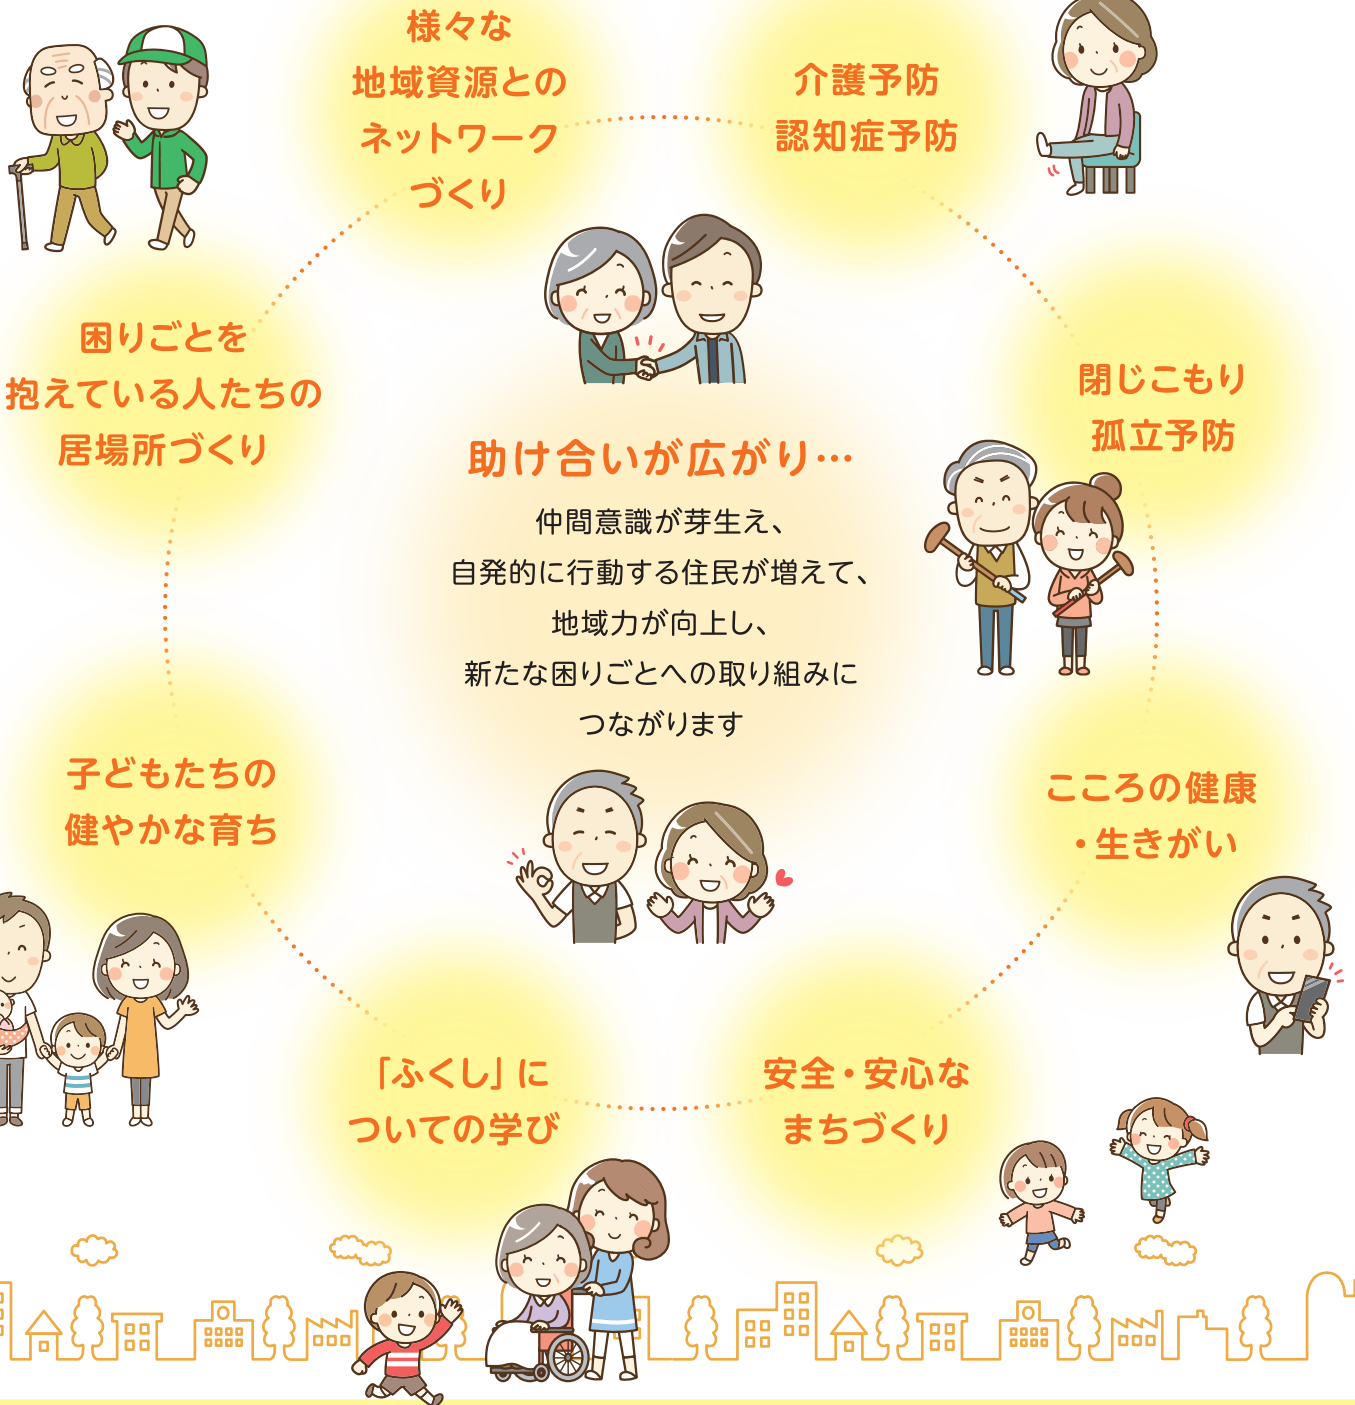 様々な
地域資源との
ネットワーク
づくり
介護予防
認知症予防
困りごとを
抱えている人たちの
居場所づくり
閉じこもり
孤立予防
助け合いが広がり…
仲間意識が芽生え、
自発的に行動する住民が増えて、
地域力が向上し、
新たな困りごとへの取り組みに
つながります
子どもたちの
健やかな育ち
こころの健康
・生きがい
「ふくし」に
ついての学び
安全・安心な
まちづくり